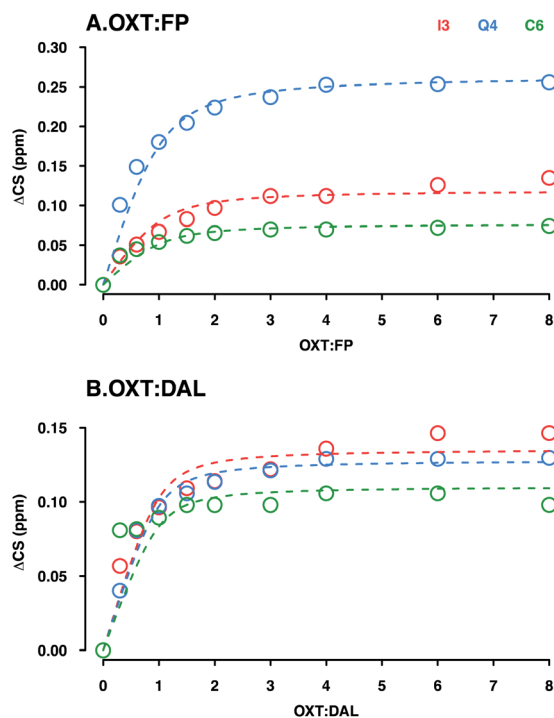 A.OXT:FP
I3 Q4 C6
0.30
0.25
0.20
0.15
0.10
0.05
0.00
ΔCS (ppm)
0 1 2 3 4 5 6 7 8
OXT:FP
B.OXT:DAL
0.15
0.10
0.05
0.00
ΔCS (ppm)
0 1 2 3 4 5 6 7 8
OXT:DAL